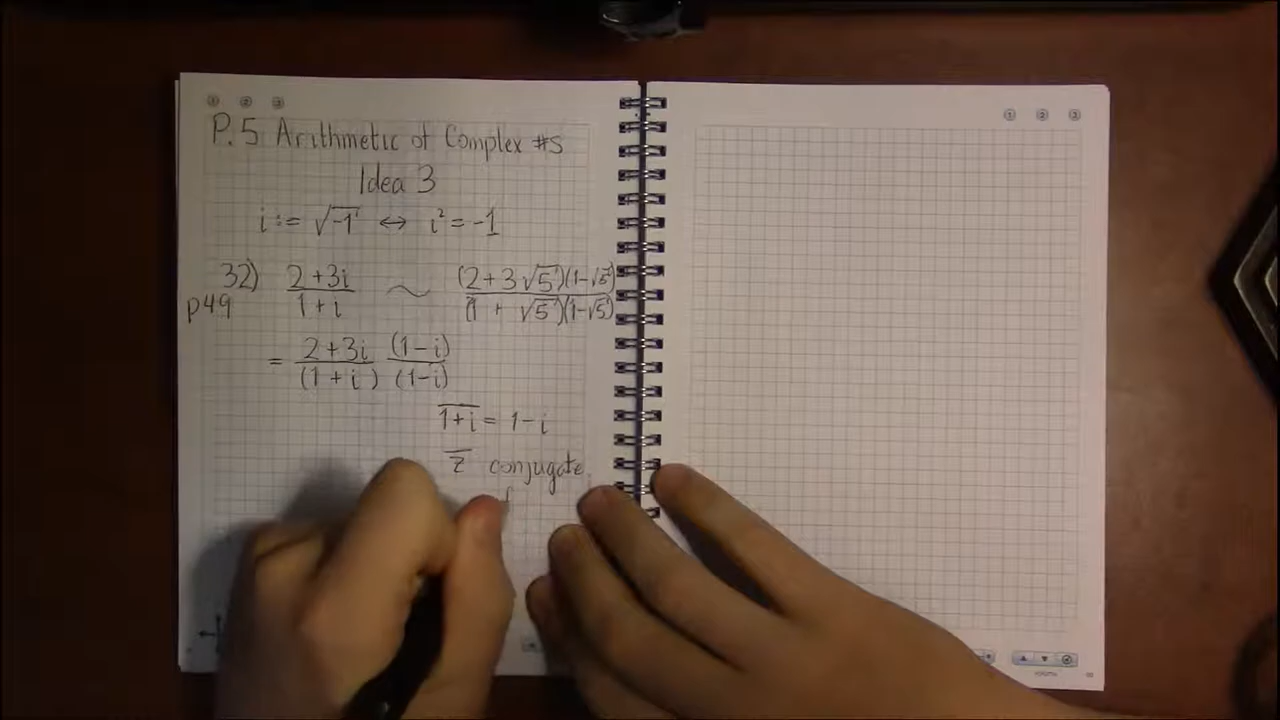 P.5 Arithmetic of Complex #s
Idea 3
i := √-1 ↔ i² = -1
32) (2+3i)/(1+i) ~ ((2+3√5)(1-√5))/((1+√5)(1-√5))
p49
= (2+3i)/(1+i) (1-i)/(1-i)
1+i̅ = 1-i
z̅ conjugate